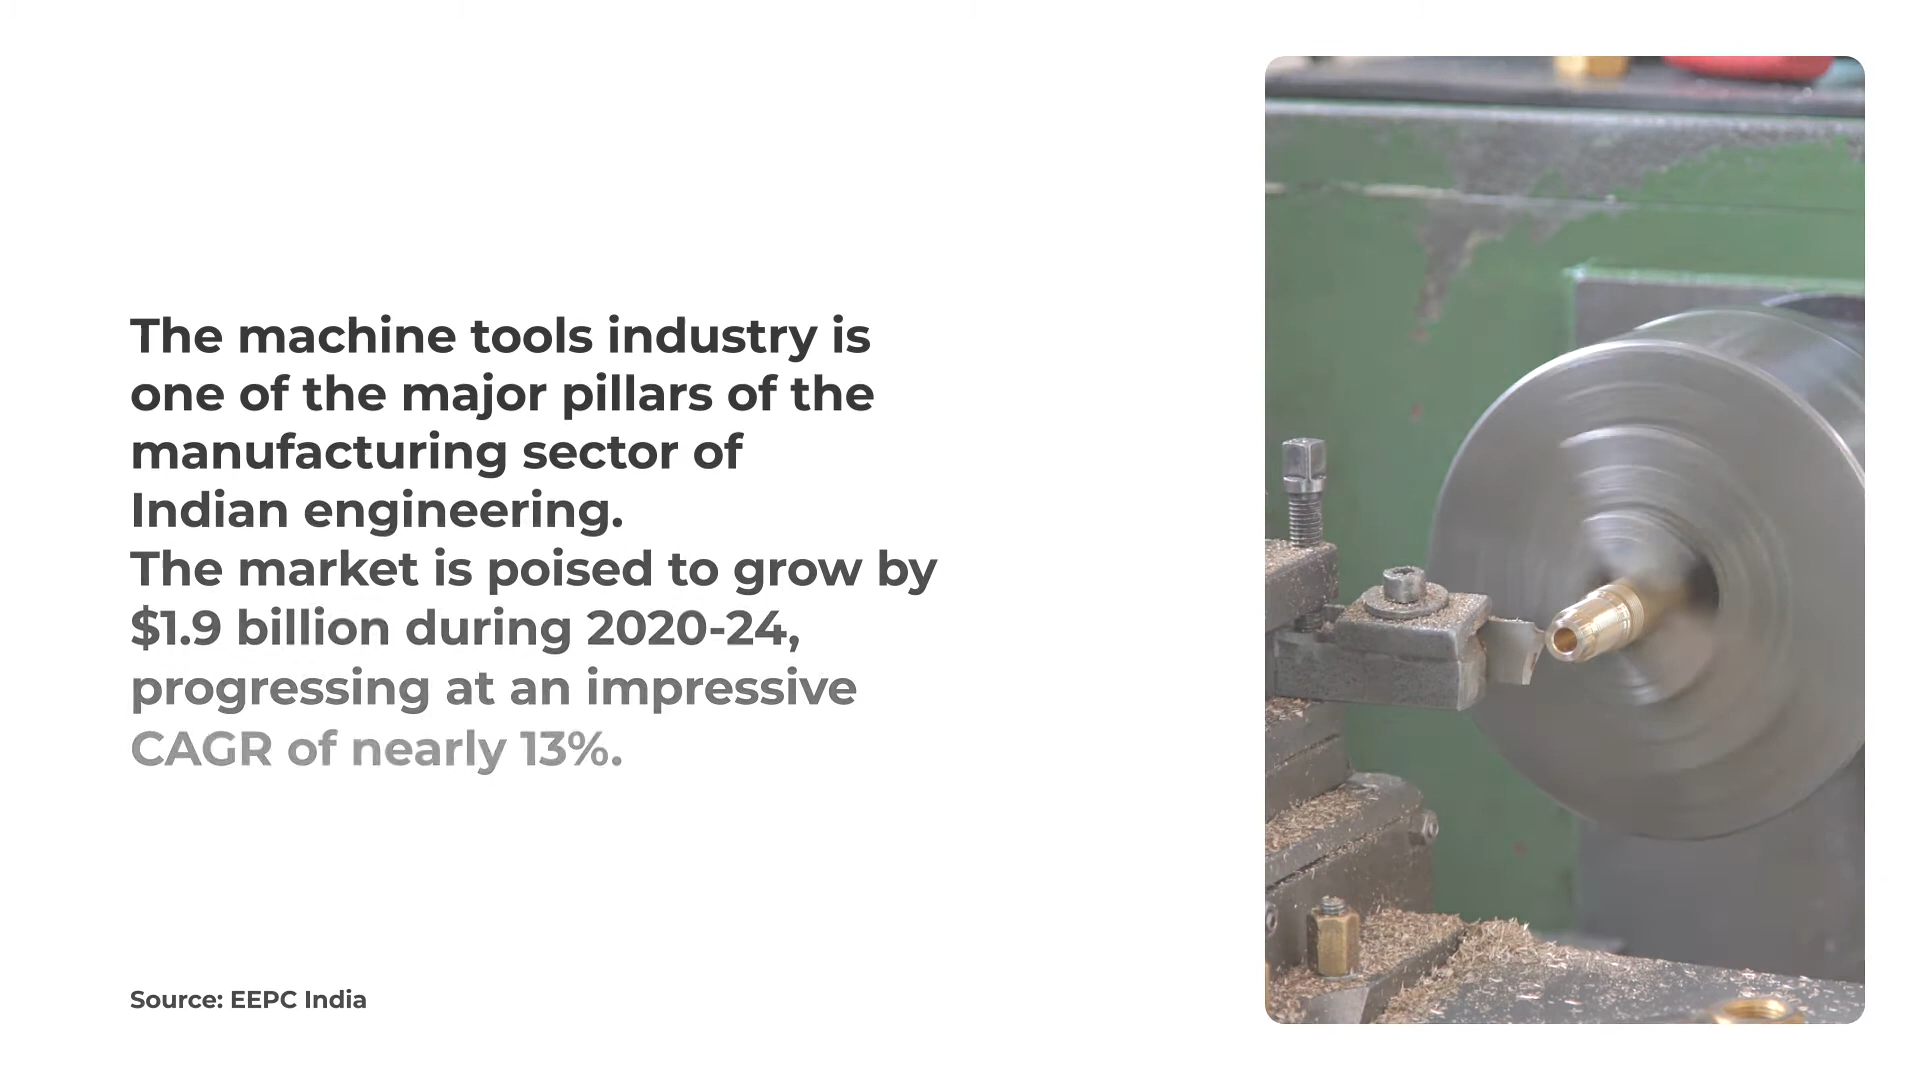 The machine tools industry is
one of the major pillars of the
manufacturing sector of
Indian engineering.
The market is poised to grow by
$1.9 billion during 2020-24,
progressing at an impressive
CAGR of nearly 13%.
Source: EEPC India